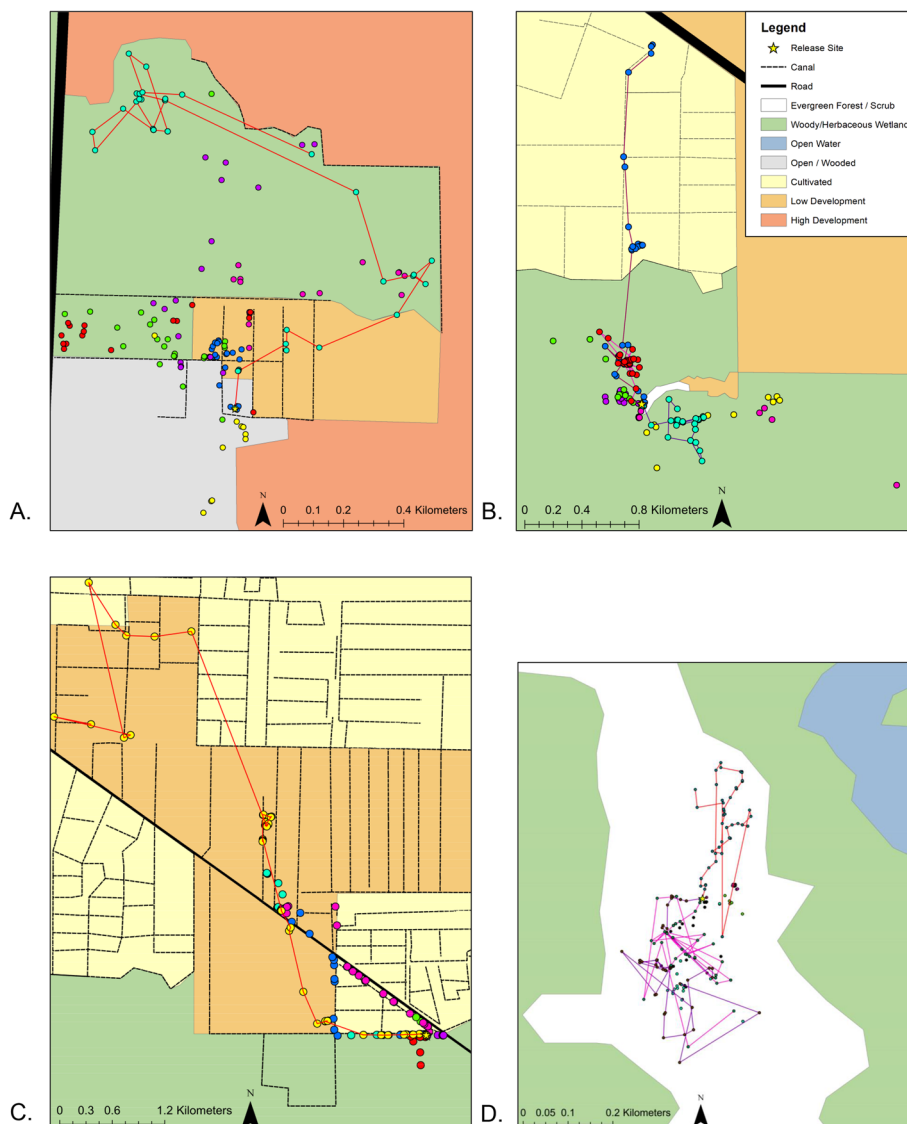 Legend
Release Site
Canal
Road
Evergreen Forest / Scrub
Woody/Herbaceous Wetland
Open Water
Open / Wooded
Cultivated
Low Development
High Development
A.
N
0 0.1 0.2 0.4 Kilometers
B.
N
0 0.2 0.4 0.8 Kilometers
C.
N
0 0.3 0.6 1.2 Kilometers
D.
N
0 0.05 0.1 0.2 Kilometers